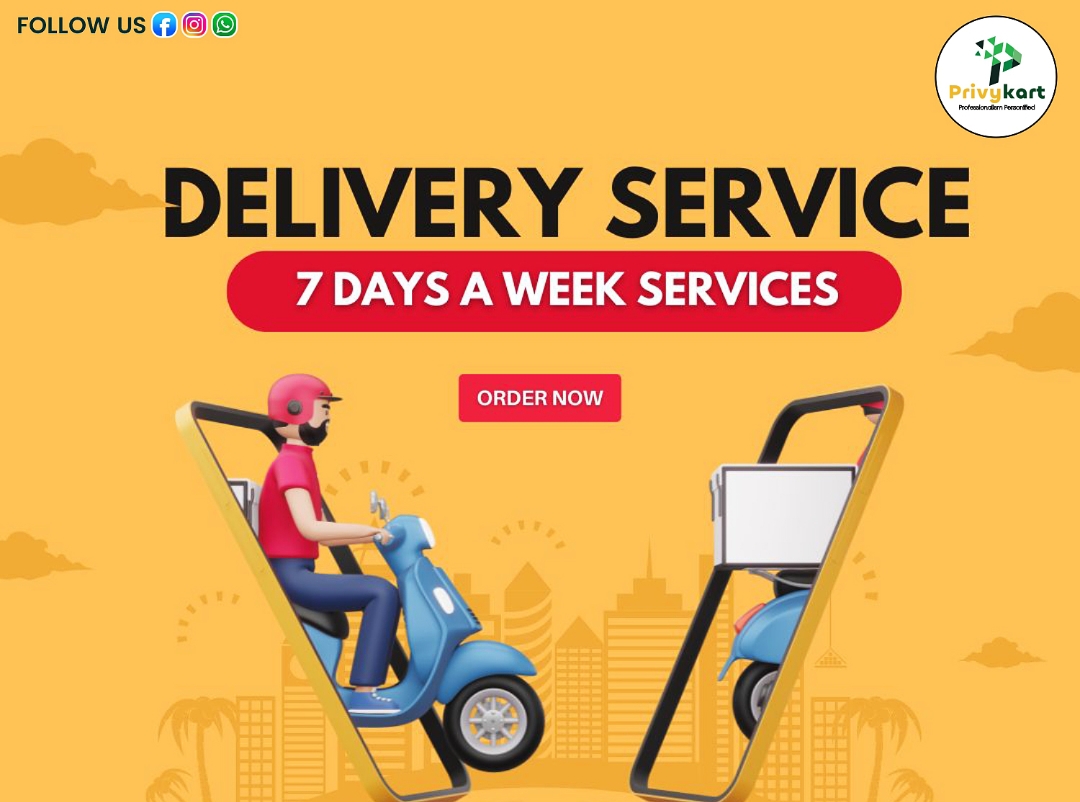 FOLLOW US
Privykart
Professionalism Personified
DELIVERY SERVICE
7 DAYS A WEEK SERVICES
ORDER NOW